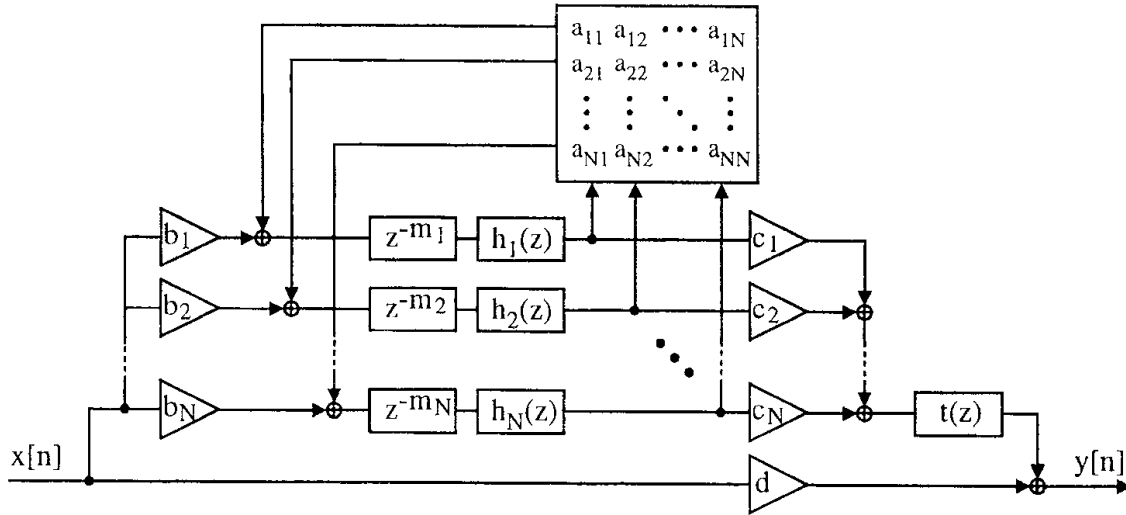 a₁₁ a₁₂ ••• a₁N
a₂₁ a₂₂ ••• a₂N
aN₁ aN₂ ••• aNN
b₁ z⁻ᵐ¹ h₁(z) c₁
b₂ z⁻ᵐ² h₂(z) c₂
bN z⁻ᵐN hN(z) cN t(z)
x[n] d y[n]